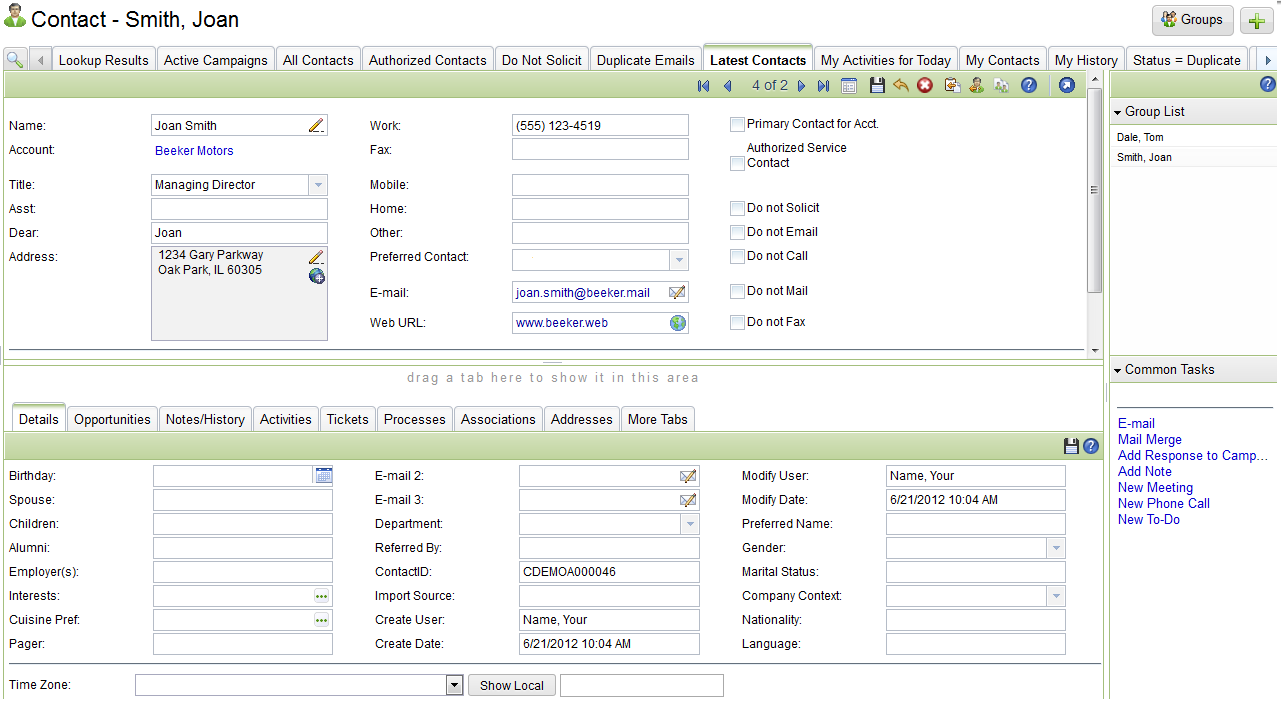 Contact - Smith, Joan
Groups
Lookup Results
Active Campaigns
All Contacts
Authorized Contacts
Do Not Solicit
Duplicate Emails
Latest Contacts
My Activities for Today
My Contacts
My History
Status = Duplicate
4 of 2
Name:
Joan Smith
Account:
Beeker Motors
Title:
Managing Director
Asst:
Dear:
Joan
Address:
1234 Gary Parkway
Oak Park, IL 60305
Work:
(555) 123-4519
Fax:
Mobile:
Home:
Other:
Preferred Contact:
E-mail:
joan.smith@beeker.mail
Web URL:
www.beeker.web
Primary Contact for Acct.
Authorized Service
Contact
Do not Solicit
Do not Email
Do not Call
Do not Mail
Do not Fax
Group List
Dale, Tom
Smith, Joan
Common Tasks
E-mail
Mail Merge
Add Response to Camp...
Add Note
New Meeting
New Phone Call
New To-Do
drag a tab here to show it in this area
Details
Opportunities
Notes/History
Activities
Tickets
Processes
Associations
Addresses
More Tabs
Birthday:
Spouse:
Children:
Alumni:
Employer(s):
Interests:
Cuisine Pref:
Pager:
E-mail 2:
E-mail 3:
Department:
Referred By:
ContactID:
CDEMOA000046
Import Source:
Create User:
Name, Your
Create Date:
6/21/2012 10:04 AM
Modify User:
Name, Your
Modify Date:
6/21/2012 10:04 AM
Preferred Name:
Gender:
Marital Status:
Company Context:
Nationality:
Language:
Time Zone:
Show Local